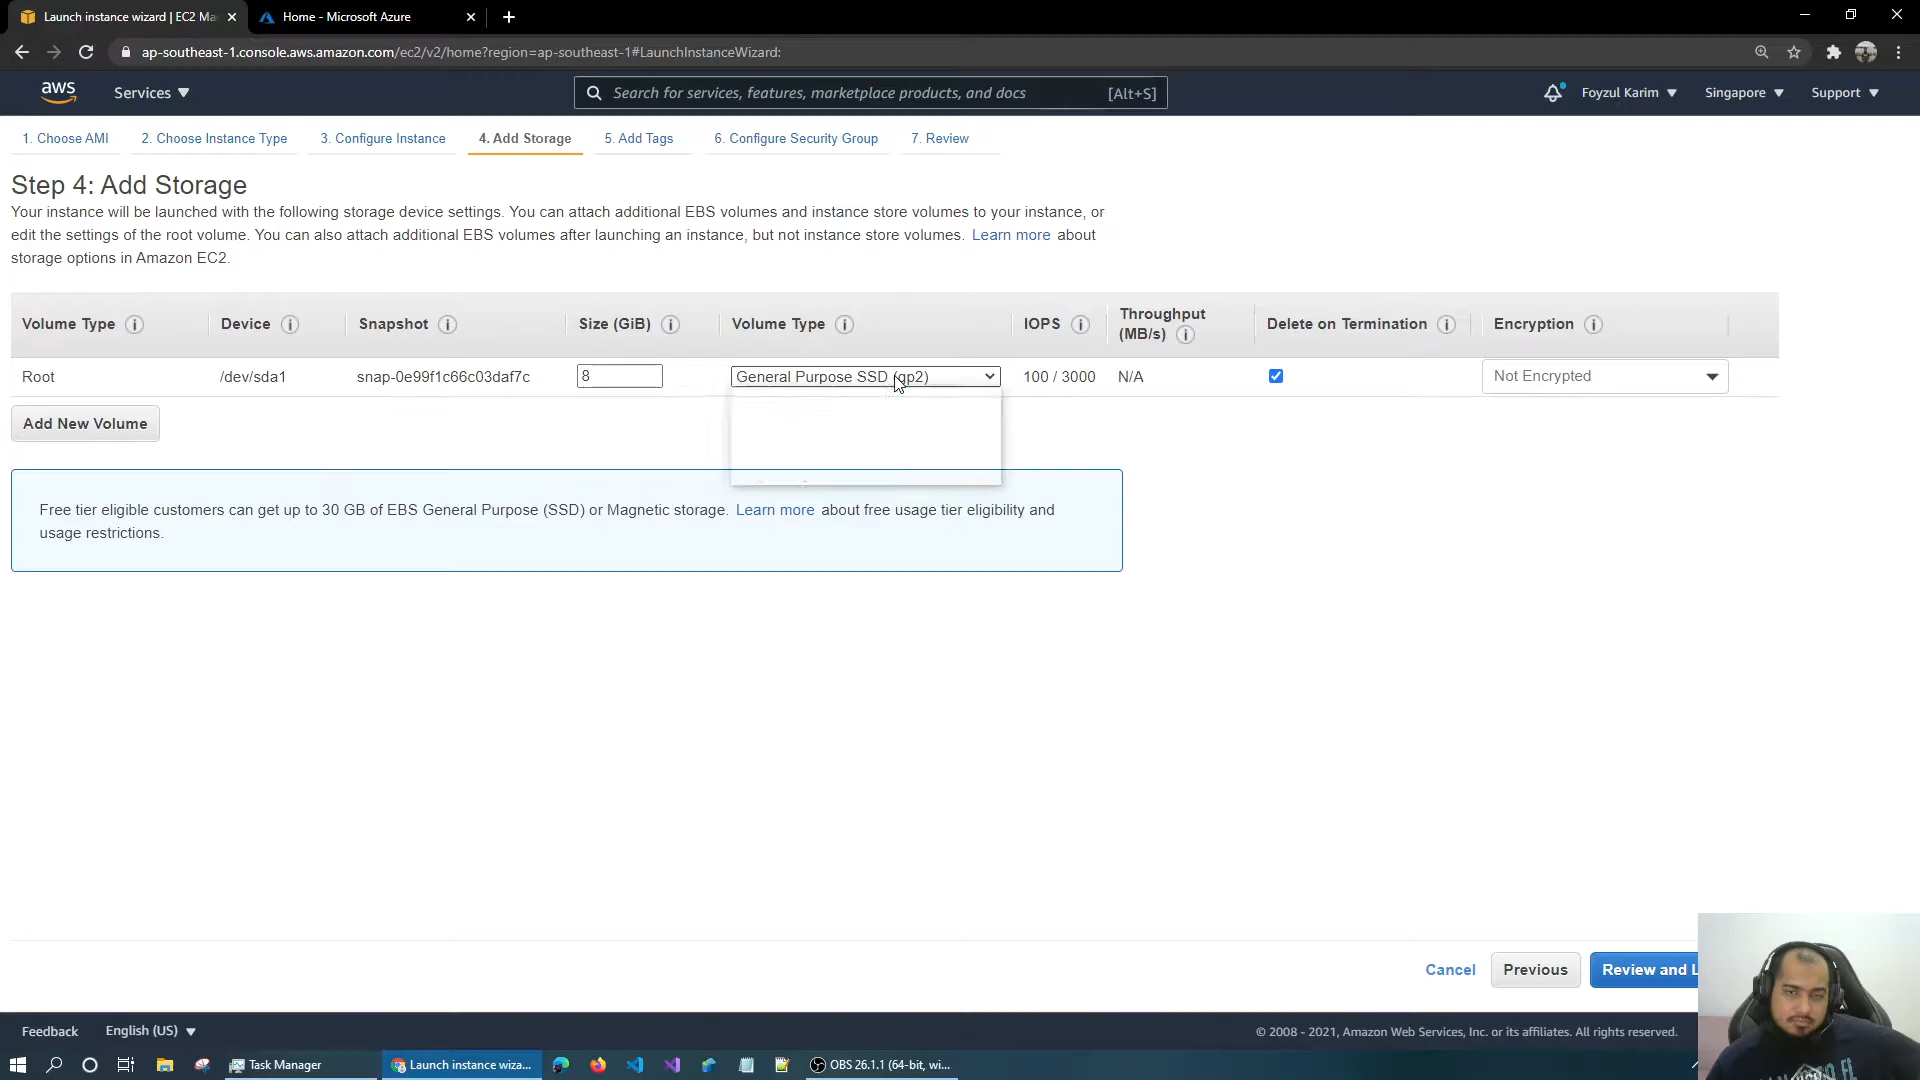 Launch instance wizard | EC2 Ma
Home - Microsoft Azure
ap-southeast-1.console.aws.amazon.com/ec2/v2/home?region=ap-southeast-1#LaunchInstanceWizard:
aws
Services
Search for services, features, marketplace products, and docs
[Alt+S]
Foyzul Karim
Singapore
Support
1. Choose AMI
2. Choose Instance Type
3. Configure Instance
4. Add Storage
5. Add Tags
6. Configure Security Group
7. Review
Step 4: Add Storage
Your instance will be launched with the following storage device settings. You can attach additional EBS volumes and instance store volumes to your instance, or
edit the settings of the root volume. You can also attach additional EBS volumes after launching an instance, but not instance store volumes. Learn more about
storage options in Amazon EC2.
Volume Type
Device
Snapshot
Size (GiB)
Volume Type
IOPS
Throughput
(MB/s)
Delete on Termination
Encryption
Root
/dev/sda1
snap-0e99f1c66c03daf7c
8
General Purpose SSD (gp2)
100 / 3000
N/A
Not Encrypted
Add New Volume
Free tier eligible customers can get up to 30 GB of EBS General Purpose (SSD) or Magnetic storage. Learn more about free usage tier eligibility and
usage restrictions.
Cancel
Previous
Review and L
Feedback
English (US)
© 2008 - 2021, Amazon Web Services, Inc. or its affiliates. All rights reserved.
Task Manager
Launch instance wiza...
OBS 26.1.1 (64-bit, wi...